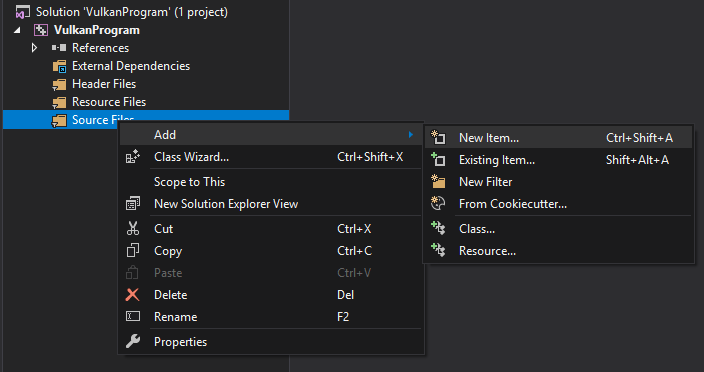 Solution 'VulkanProgram' (1 project)
VulkanProgram
References
External Dependencies
Header Files
Resource Files
Source Files
Add
Class Wizard... Ctrl+Shift+X
Scope to This
New Solution Explorer View
Cut Ctrl+X
Copy Ctrl+C
Paste Ctrl+V
Delete Del
Rename F2
Properties
New Item... Ctrl+Shift+A
Existing Item... Shift+Alt+A
New Filter
From Cookiecutter...
Class...
Resource...